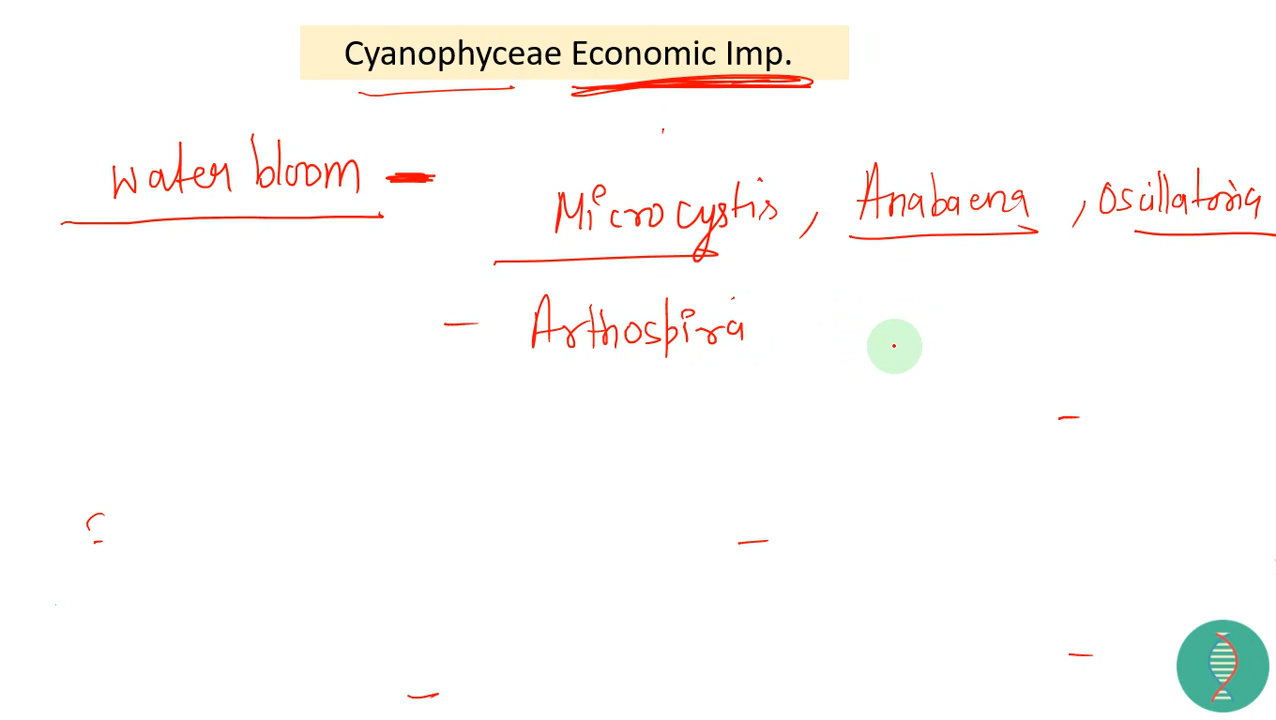 Cyanophyceae Economic Imp.
Water bloom - Microcystis, Anabaena, Oscillatoria
- Arthospira